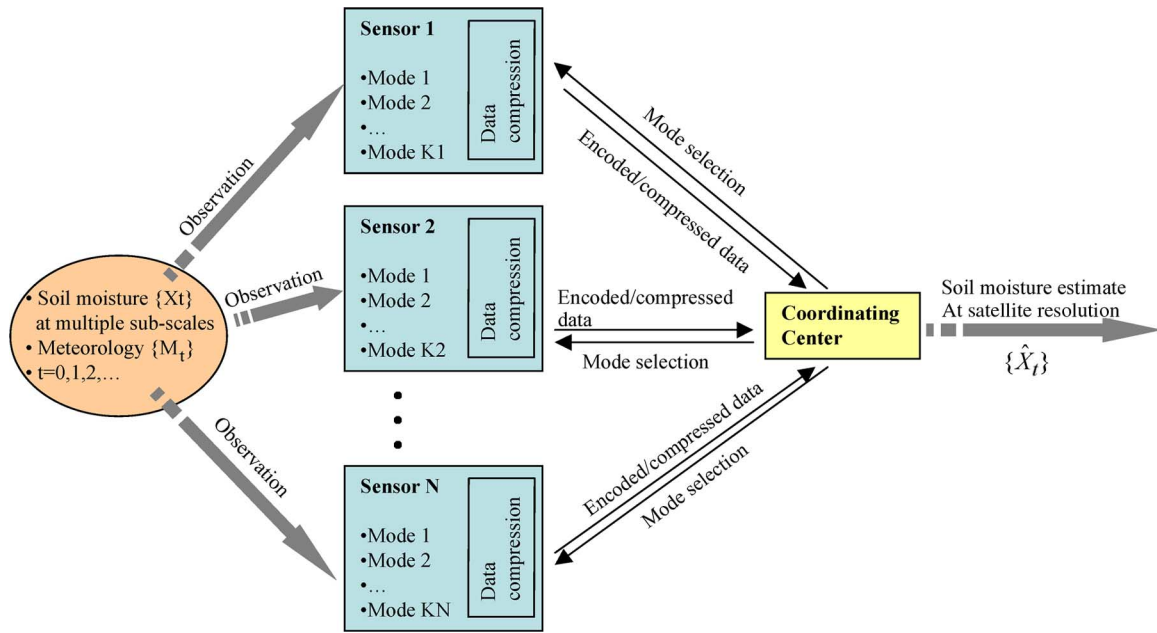 Observation
Observation
Observation
• Soil moisture {Xt}
at multiple sub-scales
• Meteorology {M_t}
• t=0,1,2,…
Sensor 1
•Mode 1
•Mode 2
•…
•Mode K1
Data
compression
Sensor 2
•Mode 1
•Mode 2
•…
•Mode K2
Data
compression
Sensor N
•Mode 1
•Mode 2
•…
•Mode KN
Data
compression
Mode selection
Encoded/compressed data
Encoded/compressed
data
Mode selection
Encoded/compressed data
Mode selection
Coordinating
Center
Soil moisture estimate
At satellite resolution
{X̂_t}